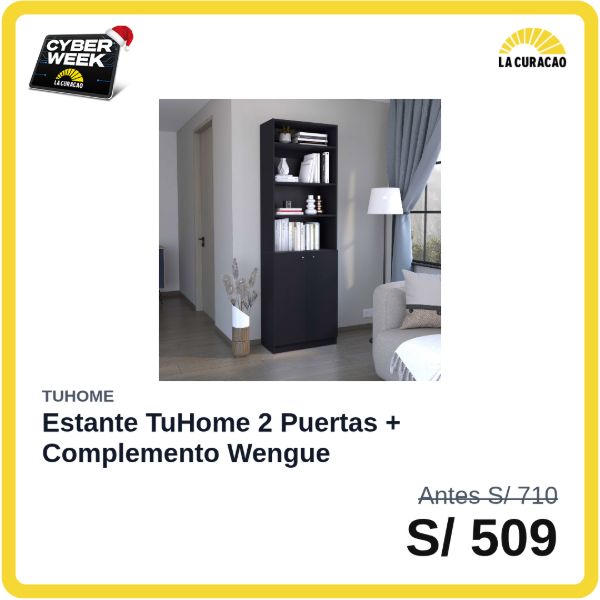 CYBER
WEEK
LA CURACAO
LA CURACAO
TUHOME
Estante TuHome 2 Puertas +
Complemento Wengue
Antes S/ 710
S/ 509